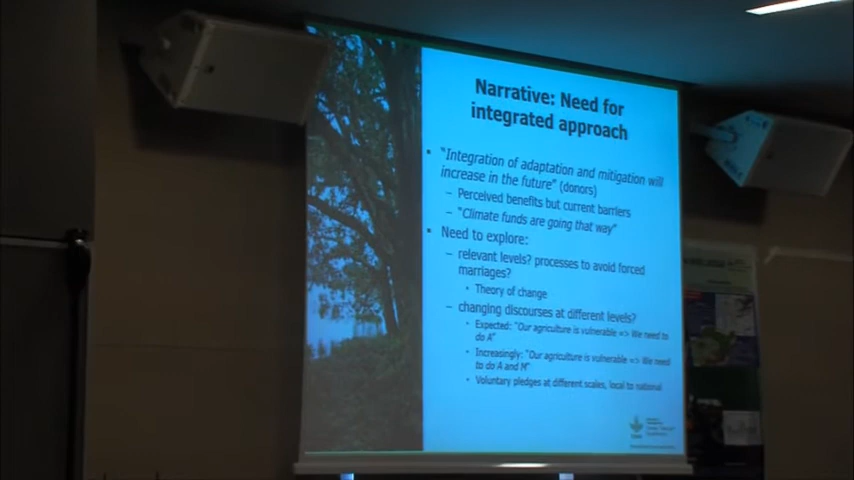 Narrative: Need for
integrated approach
• "Integration of adaptation and mitigation will
increase in the future" (donors)
– Perceived benefits but current barriers
– "Climate funds are going that way"
• Need to explore:
– relevant levels? processes to avoid forced
marriages?
• Theory of change
– changing discourses at different levels?
• Expected: "Our agriculture is vulnerable => We need to
do A"
• Increasingly: "Our agriculture is vulnerable => We need
to do A and M"
• Voluntary pledges at different scales, local to national